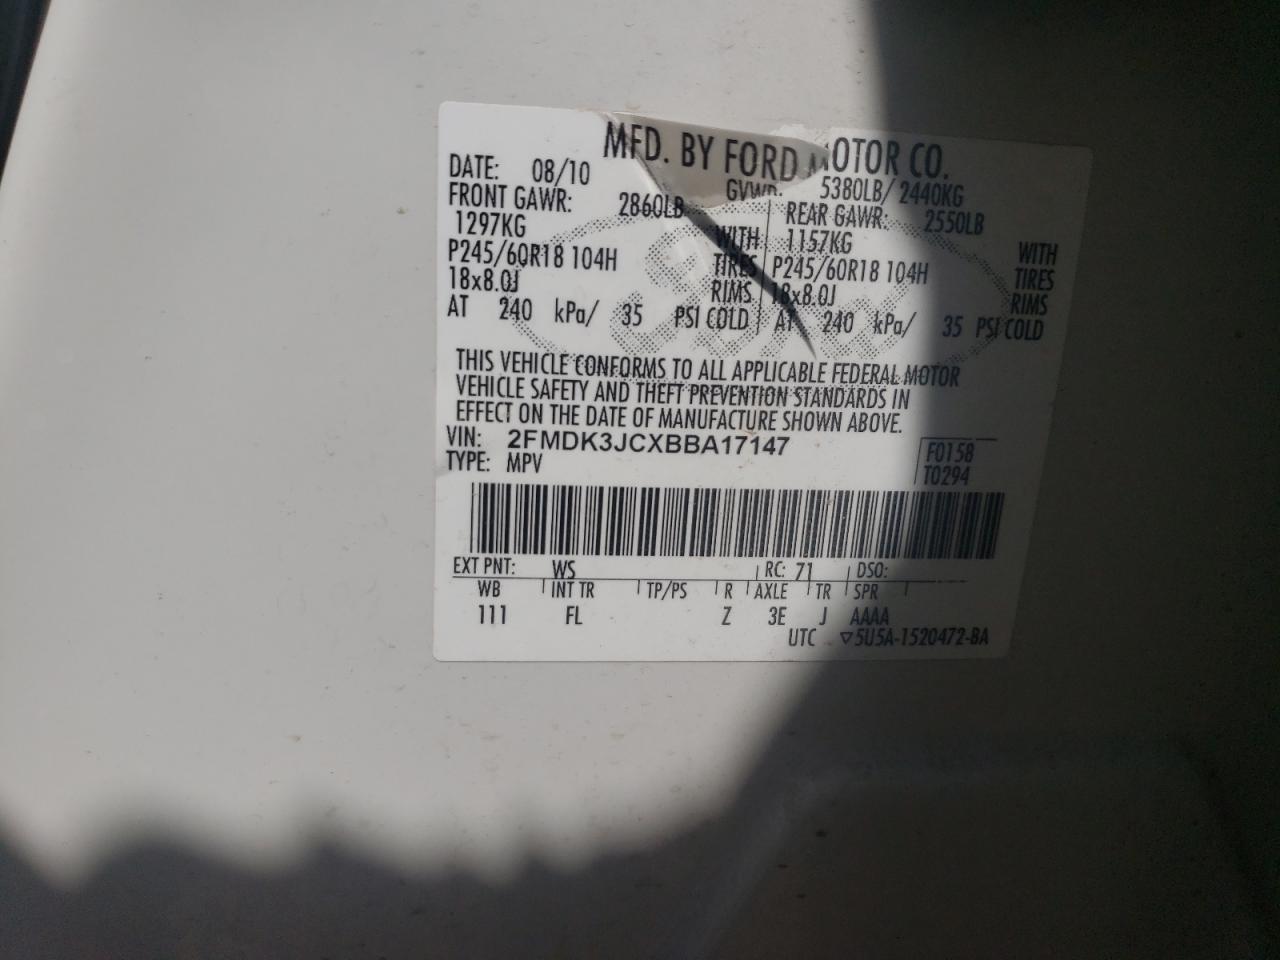 MFD. BY FORD MOTOR CO.
DATE: 08/10 GVWR: 5380LB/ 2440KG
FRONT GAWR: 2860LB REAR GAWR: 2550LB
1297KG WITH 1157KG WITH
P245/60R18 104H TIRES P245/60R18 104H TIRES
18x8.0J RIMS 18x8.0J RIMS
AT 240 kPa/ 35 PSI COLD AT 240 kPa/ 35 PSI COLD
THIS VEHICLE CONFORMS TO ALL APPLICABLE FEDERAL MOTOR
VEHICLE SAFETY AND THEFT PREVENTION STANDARDS IN
EFFECT ON THE DATE OF MANUFACTURE SHOWN ABOVE.
VIN: 2FMDK3JCXBBA17147 F0158
TYPE: MPV T0294
EXT PNT: WS RC: 71 DSO:
WB INT TR TP/PS R AXLE TR SPR
111 FL Z 3E J AAAA
UTC ▽5U5A-1520472-BA